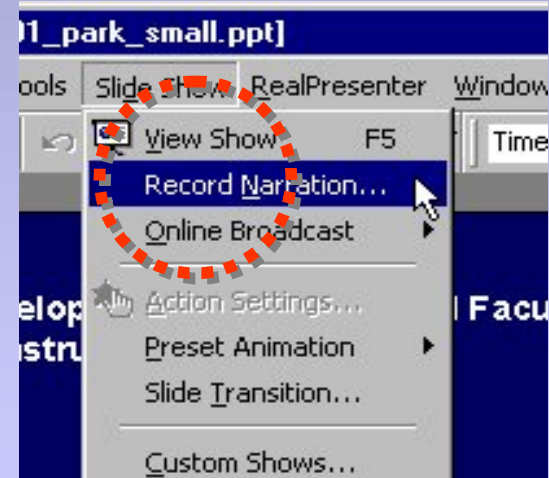 01_park_small.ppt]
ools Slide Show RealPresenter Window
View Show F5
Time
Record Narration...
Online Broadcast
Action Settings...
elop
Facu
Preset Animation
stru
Slide Transition...
Custom Shows...